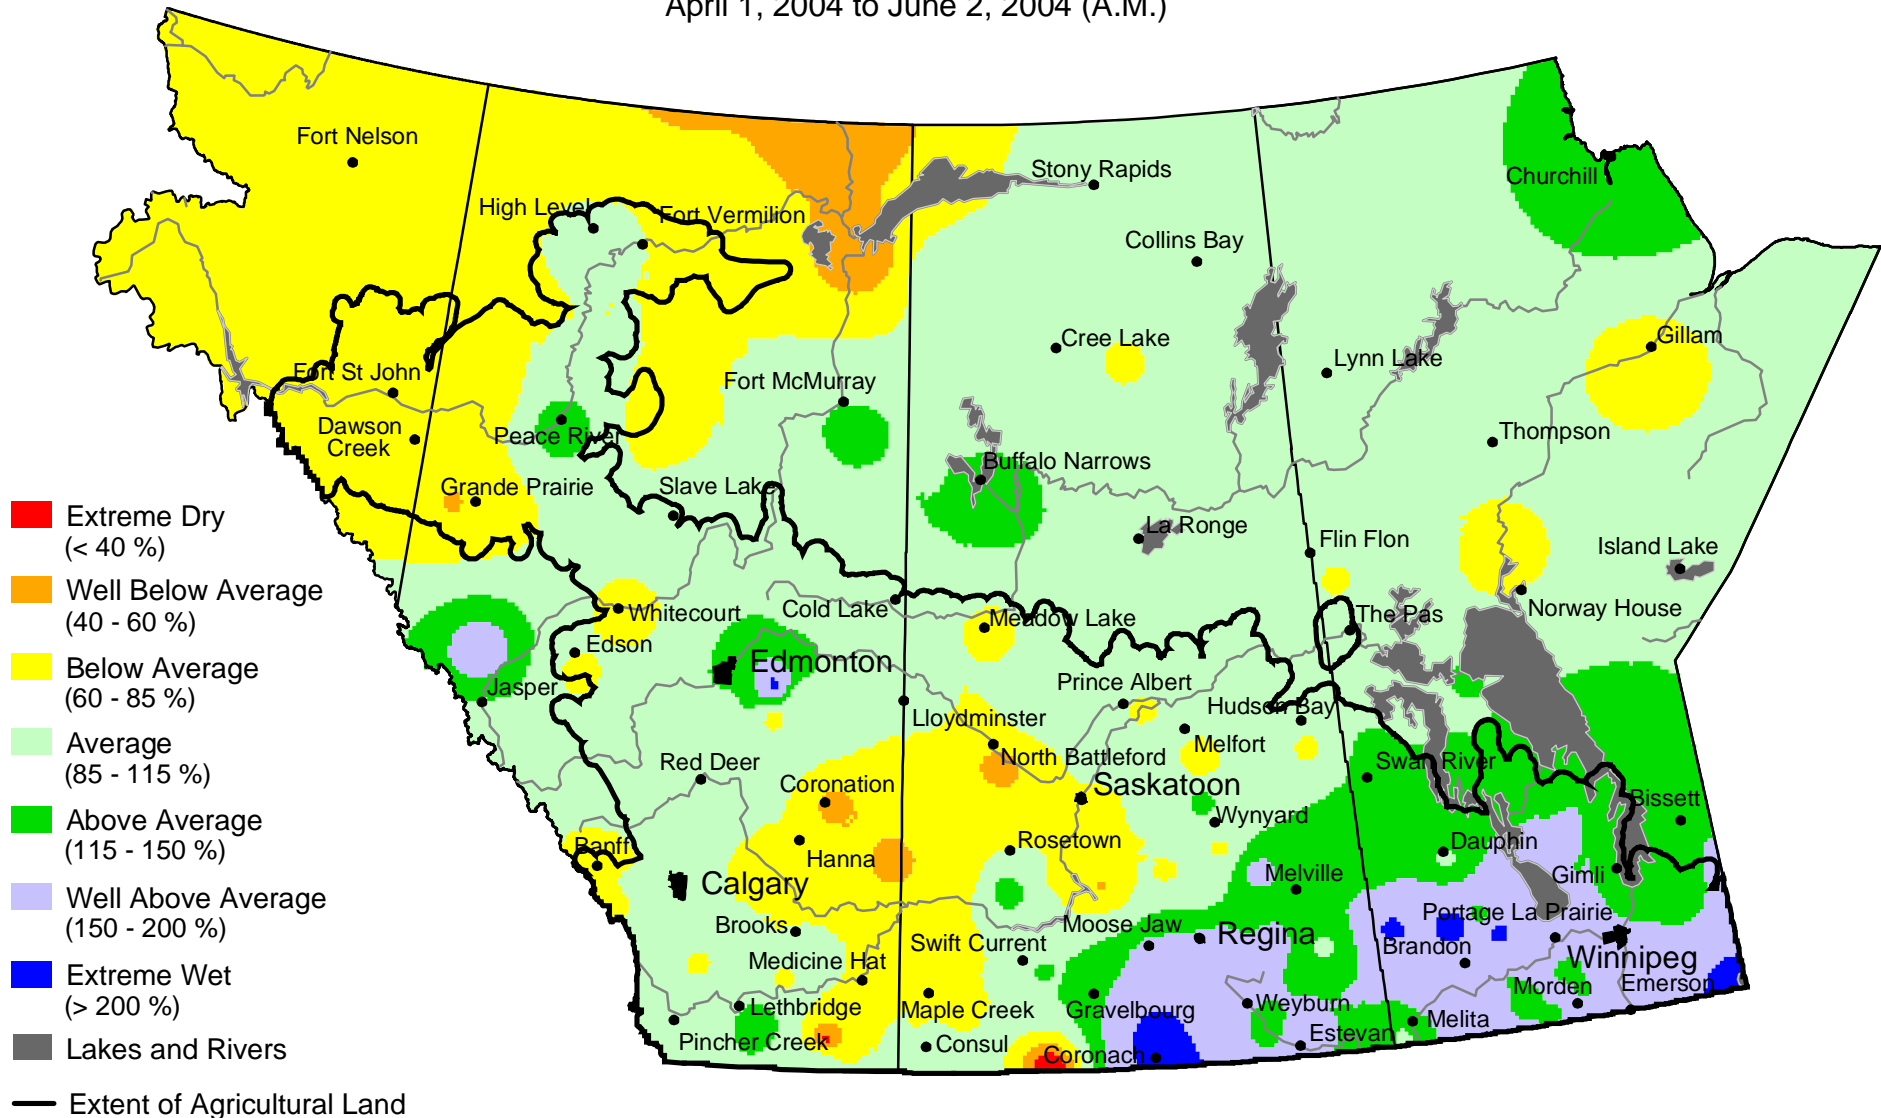 April 1, 2004 to June 2, 2004 (A.M.)
Fort Nelson
Stony Rapids
Churchill
High Level
Fort Vermilion
Collins Bay
Cree Lake
Gillam
Lynn Lake
Fort St John
Fort McMurray
Dawson
Creek
Peace River
Thompson
Buffalo Narrows
Grande Prairie
Slave Lake
La Ronge
Flin Flon
Island Lake
Whitecourt
Cold Lake
Meadow Lake
The Pas
Norway House
Edson
Edmonton
Jasper
Prince Albert
Hudson Bay
Lloydminster
North Battleford
Melfort
Red Deer
Coronation
Saskatoon
Swan River
Wynyard
Bissett
Banff
Hanna
Rosetown
Dauphin
Calgary
Melville
Gimli
Brooks
Swift Current
Moose Jaw
Regina
Portage La Prairie
Brandon
Winnipeg
Medicine Hat
Lethbridge
Maple Creek
Gravelbourg
Weyburn
Morden
Emerson
Pincher Creek
Consul
Coronach
Estevan
Melita
Extreme Dry
(< 40 %)
Well Below Average
(40 - 60 %)
Below Average
(60 - 85 %)
Average
(85 - 115 %)
Above Average
(115 - 150 %)
Well Above Average
(150 - 200 %)
Extreme Wet
(> 200 %)
Lakes and Rivers
Extent of Agricultural Land